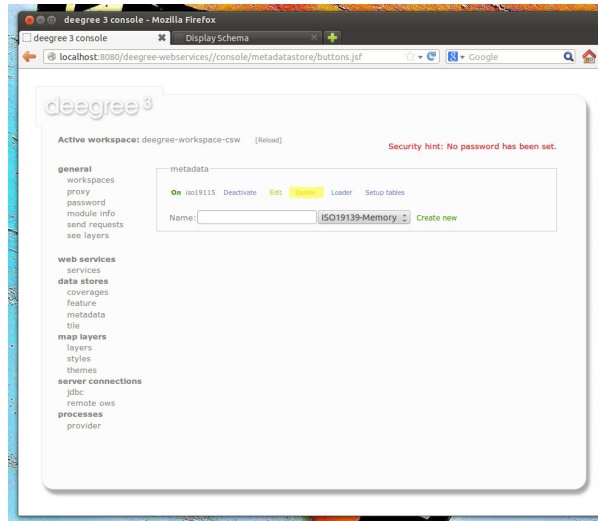 deegree 3 console - Mozilla Firefox
deegree 3 console Display Schema
localhost:8080/deegree-webservices//console/metadatastore/buttons.jsf Google
deegree 3
Active workspace: deegree-workspace-csw [Reload]
Security hint: No password has been set.
general
workspaces
proxy
password
module info
send requests
see layers
web services
services
data stores
coverages
feature
metadata
tile
map layers
layers
styles
themes
server connections
jdbc
remote ows
processes
provider
metadata
On iso19115 Deactivate Edit Delete Loader Setup tables
Name: ISO19139-Memory Create new